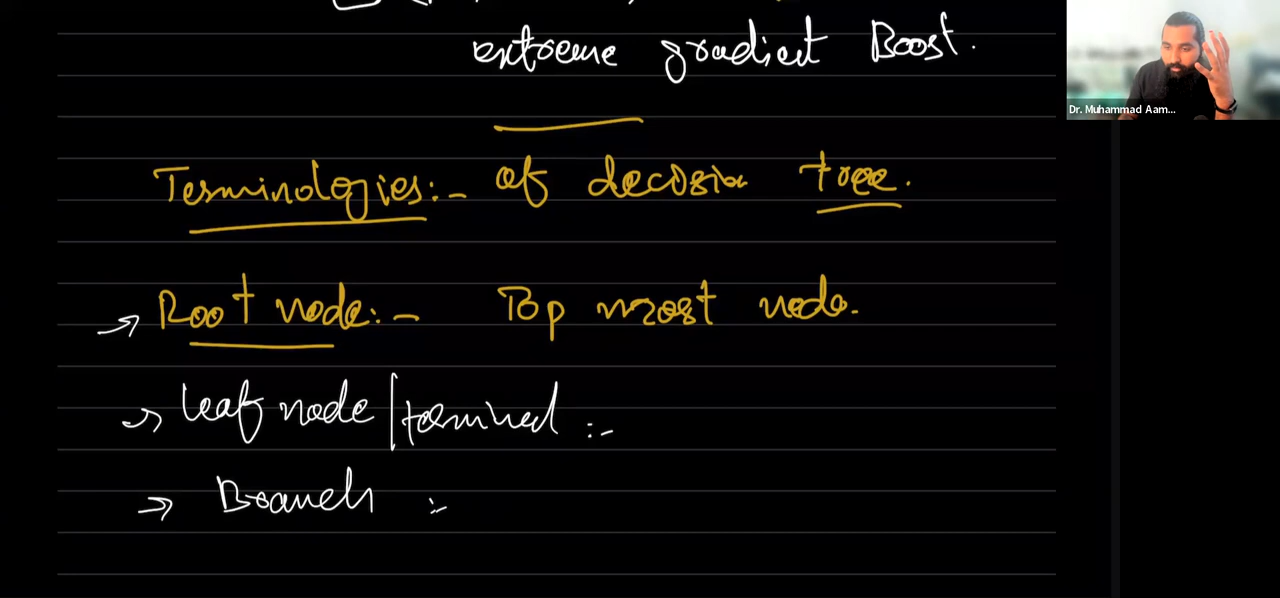 extreme gradient Boost.
Dr. Muhammad Aam...
Terminologies:- of decision tree.
→ Root node:- Top most node.
→ leaf node/terminal :-
→ Branch :-